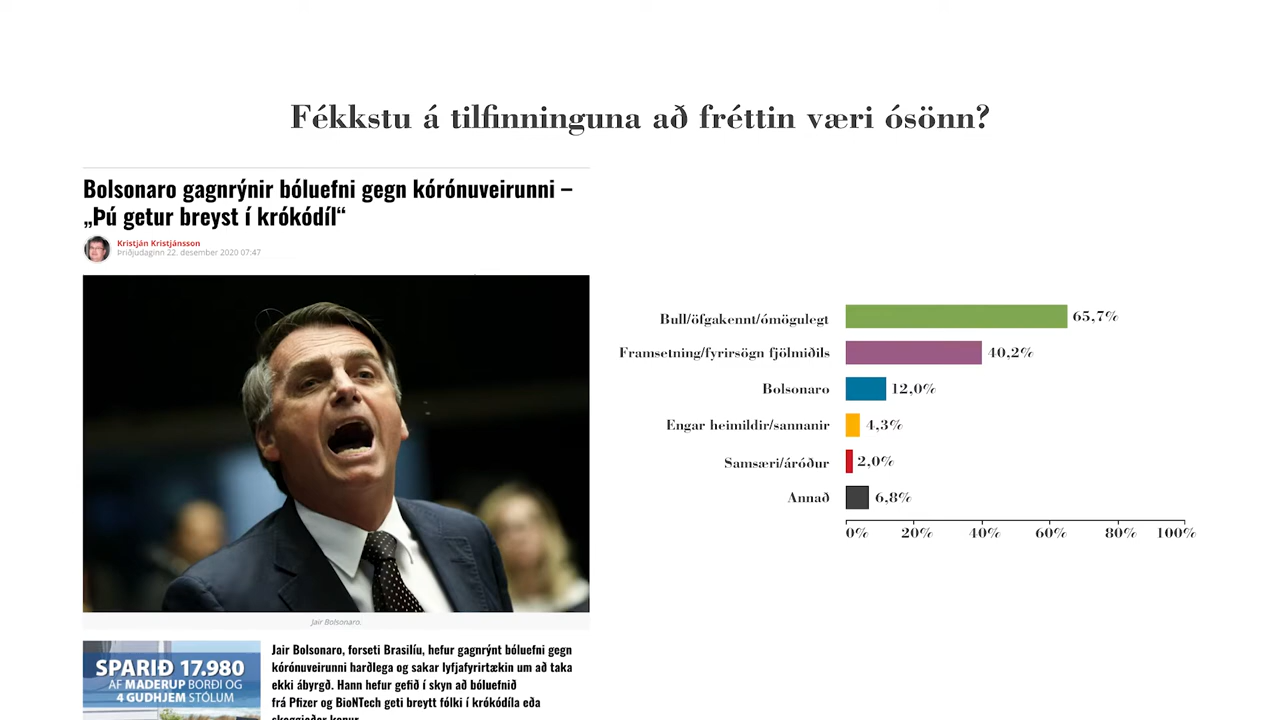 Fékkstu á tilfinninguna að fréttin væri ósönn?
Bolsonaro gagnrýnir bóluefni gegn kórónuveirunni –
„Þú getur breyst í krókódíl“
Kristján Kristjánsson
Þriðjudaginn 22. desember 2020 07:47
Jair Bolsonaro.
SPARIÐ 17.980
AF MADERUP BORÐI OG
4 GUDHJEM STÓLUM
Jair Bolsonaro, forseti Brasilíu, hefur gagnrýnt bóluefni gegn
kórónuveirunni harðlega og sakar lyfjafyrirtækin um að taka
ekki ábyrgð. Hann hefur gefið í skyn að bóluefnið
frá Pfizer og BioNTech geti breytt fólki í krókódíla eða
skeggjaðar konur
Bull/öfgakennt/ómögulegt 65,7%
Framsetning/fyrirsögn fjölmiðils 40,2%
Bolsonaro 12,0%
Engar heimildir/sannanir 4,3%
Samsæri/áróður 2,0%
Annað 6,8%
0% 20% 40% 60% 80% 100%